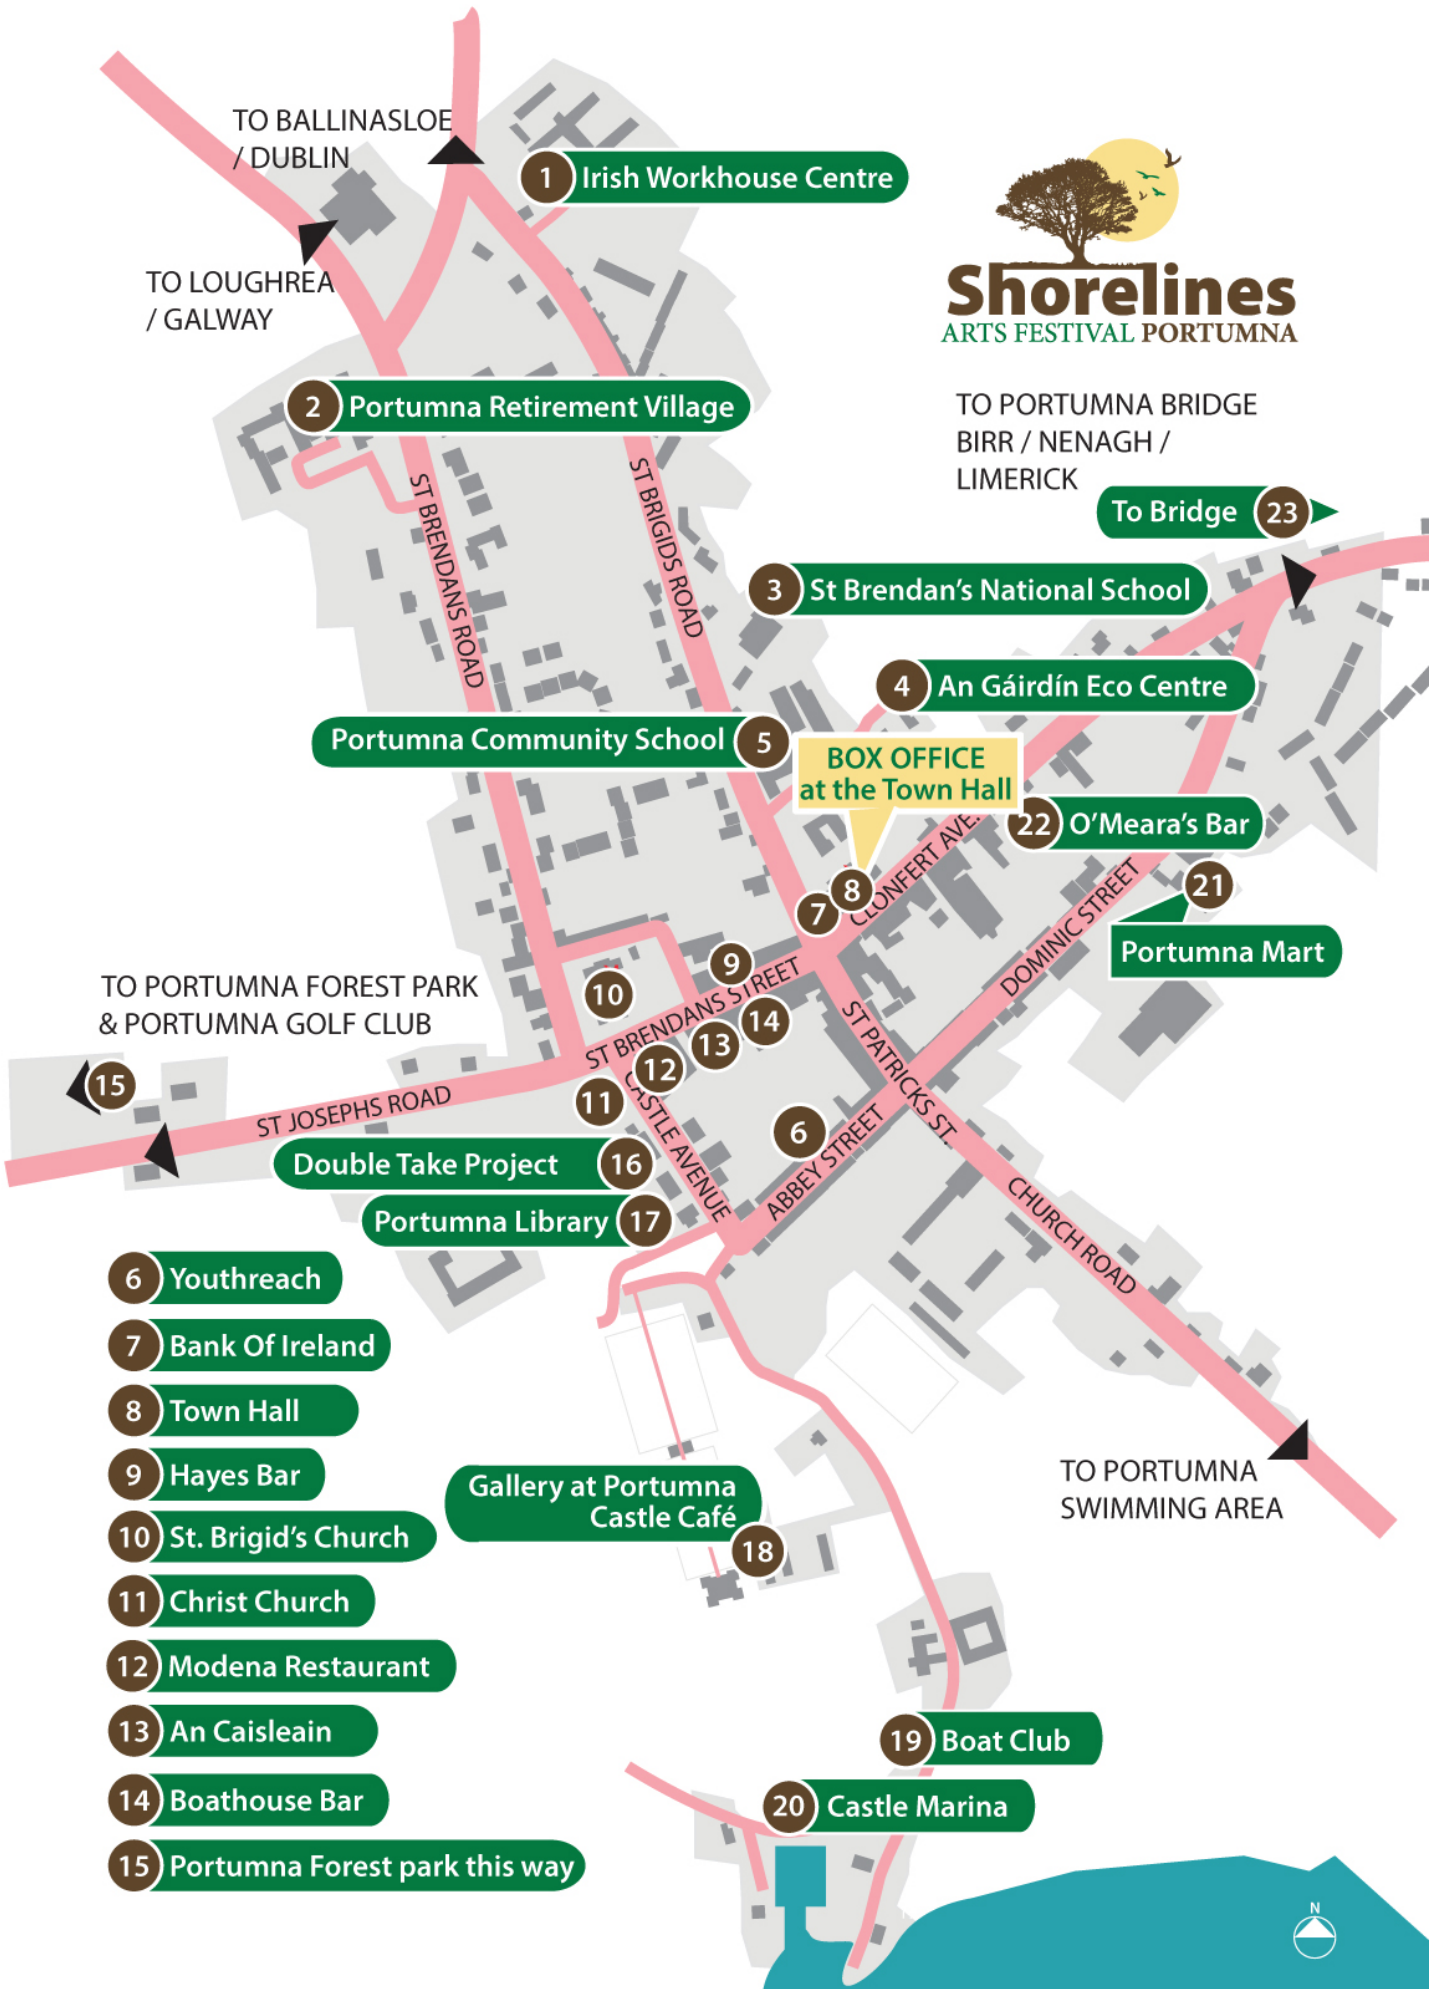 TO BALLINASLOE
/ DUBLIN
1 Irish Workhouse Centre
Shorelines
ARTS FESTIVAL PORTUMNA
TO LOUGHREA
/ GALWAY
2 Portumna Retirement Village
TO PORTUMNA BRIDGE
BIRR / NENAGH /
LIMERICK
To Bridge 23
ST BRENDANS ROAD
ST BRIGIDS ROAD
3 St Brendan's National School
4 An Gáirdín Eco Centre
Portumna Community School 5
BOX OFFICE
at the Town Hall
22 O'Meara's Bar
CLONFERT AVE.
8
7
21
Portumna Mart
DOMINIC STREET
9
10
ST BRENDANS STREET
14
13
12
11
TO PORTUMNA FOREST PARK
& PORTUMNA GOLF CLUB
15
ST JOSEPHS ROAD
CASTLE AVENUE
ST PATRICKS ST.
6
ABBEY STREET
CHURCH ROAD
Double Take Project 16
Portumna Library 17
6 Youthreach
7 Bank Of Ireland
8 Town Hall
9 Hayes Bar
10 St. Brigid's Church
11 Christ Church
12 Modena Restaurant
13 An Caisleain
14 Boathouse Bar
15 Portumna Forest park this way
Gallery at Portumna
Castle Café
18
TO PORTUMNA
SWIMMING AREA
19 Boat Club
20 Castle Marina
N